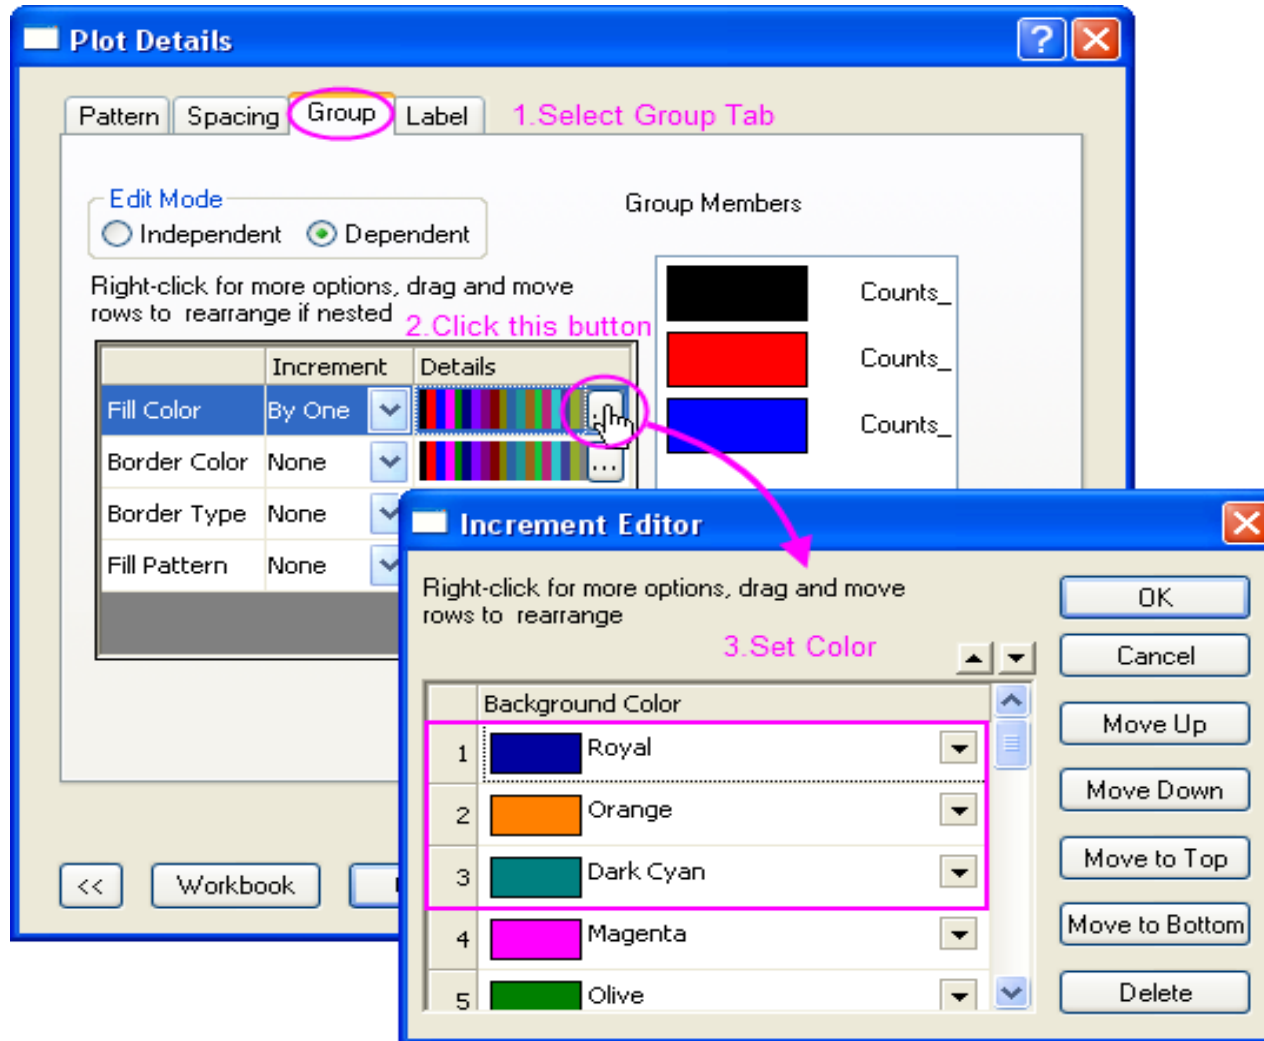 Plot Details
Pattern Spacing Group Label 1.Select Group Tab
Edit Mode
Independent Dependent
Group Members
Right-click for more options, drag and move
rows to rearrange if nested
2.Click this button
Counts_
Counts_
Counts_
Increment Details
Fill Color By One
Border Color None ...
Border Type None
Fill Pattern None
<< Workbook
Increment Editor
Right-click for more options, drag and move
rows to rearrange
3.Set Color
Background Color
1 Royal
2 Orange
3 Dark Cyan
4 Magenta
5 Olive
OK
Cancel
Move Up
Move Down
Move to Top
Move to Bottom
Delete